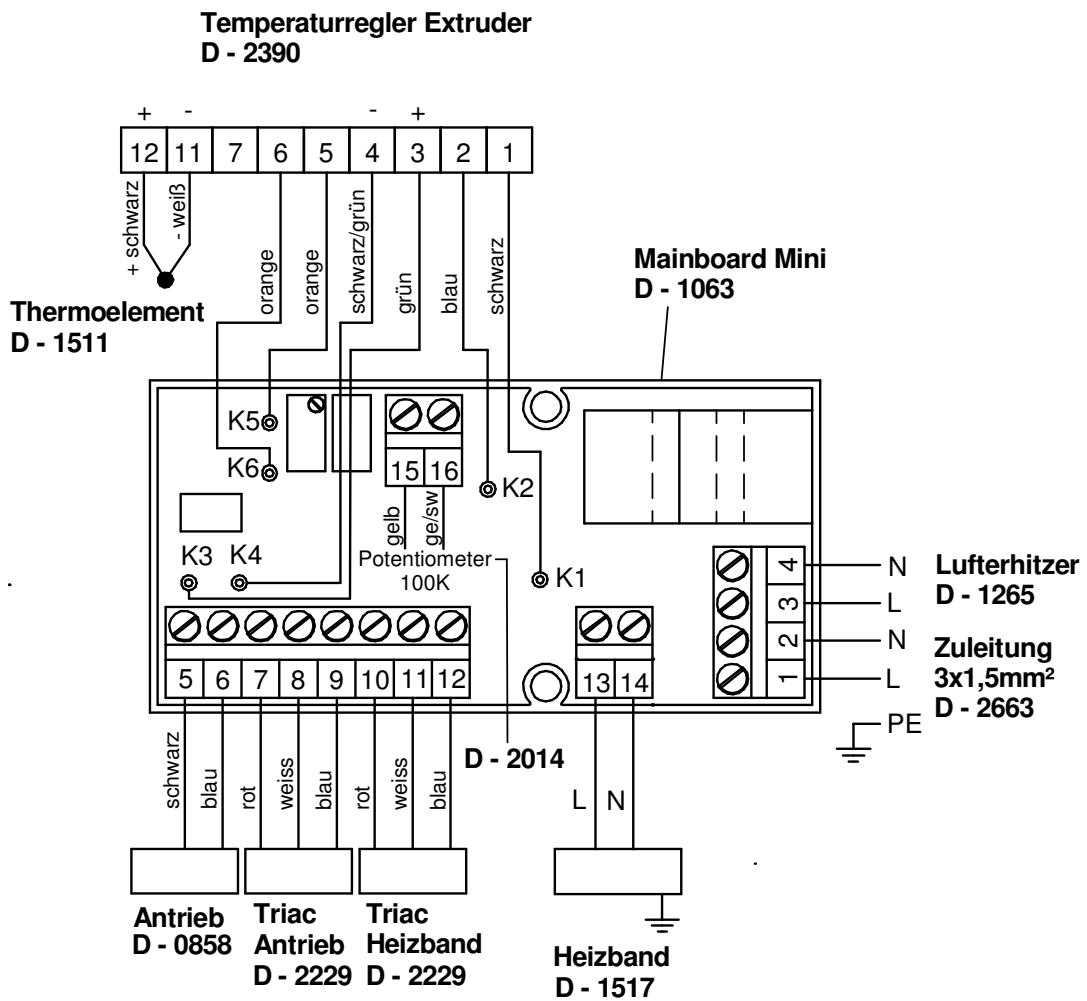 Temperaturregler Extruder
D - 2390
+ - - +
12 11 7 6 5 4 3 2 1
+ schwarz
- weiß
orange
orange
schwarz/grün
grün
blau
schwarz
Thermoelement
D - 1511
Mainboard Mini
D - 1063
K5
K6
15 16
K2
gelb
ge/sw
Potentiometer
100K
K3 K4
K1
4 N
3 L
2 N
1 L
PE
Lufterhitzer
D - 1265
Zuleitung
3x1,5mm²
D - 2663
5 6 7 8 9 10 11 12
13 14
schwarz
blau
rot
weiss
blau
rot
weiss
blau
D - 2014
L N
Antrieb
D - 0858
Triac
Antrieb
D - 2229
Triac
Heizband
D - 2229
Heizband
D - 1517